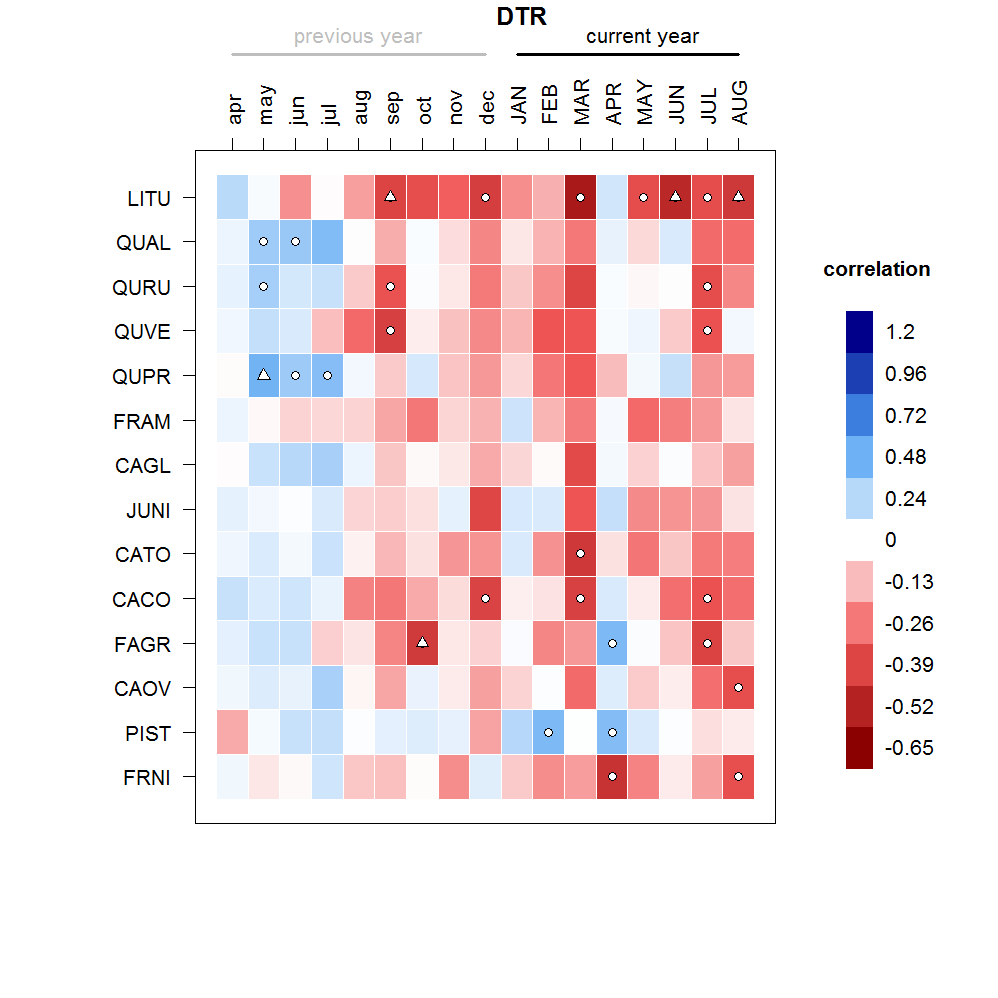 DTR
previous year current year
apr may jun jul aug sep oct nov dec JAN FEB MAR APR MAY JUN JUL AUG
LITU
QUAL
QURU
QUVE
QUPR
FRAM
CAGL
JUNI
CATO
CACO
FAGR
CAOV
PIST
FRNI
correlation
1.2
0.96
0.72
0.48
0.24
0
-0.13
-0.26
-0.39
-0.52
-0.65